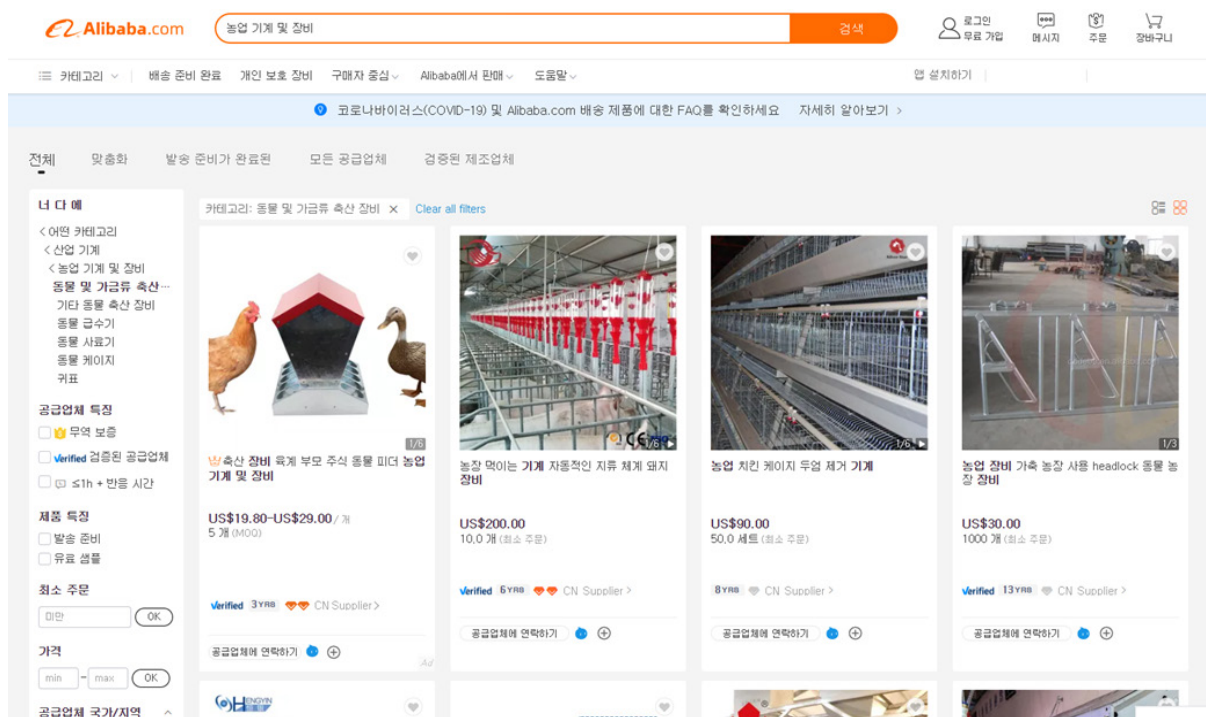 Alibaba.com
농업 기계 및 장비
검색
로그인
무료 가입
메시지
주문
장바구니
카테고리
배송 준비 완료
개인 보호 장비
구매자 중심
Alibaba에서 판매
도움말
앱 설치하기
코로나바이러스(COVID-19) 및 Alibaba.com 배송 제품에 대한 FAQ를 확인하세요 자세히 알아보기 >
전체
맞춤화
발송 준비가 완료된
모든 공급업체
검증된 제조업체
너 다 메
카테고리: 동물 및 가금류 축산 장비 ×
Clear all filters
< 어떤 카테고리
< 산업 기계
< 농업 기계 및 장비
동물 및 가금류 축산...
기타 동물 축산 장비
동물 급수기
동물 사료기
동물 케이지
귀표
공급업체 특징
무역 보증
Verified 검증된 공급업체
≤1h + 반응 시간
제품 특징
발송 준비
유료 샘플
최소 주문
미만
OK
가격
min - max OK
공급업체 국가/지역
1/6
축산 장비 육계 부모 주식 동물 피더 농업
기계 및 장비
US$19.80-US$29.00 / 개
5 개 (MOQ)
Verified 3YRS CN Supplier >
공급업체에 연락하기
Ad
CE
1/6
농장 먹이는 기계 자동적인 지류 체계 돼지
장비
US$200.00
10.0 개 (최소 주문)
Verified 6YRS CN Supplier >
공급업체에 연락하기
1/6
농업 치킨 케이지 두엄 제거 기계
US$90.00
50.0 세트 (최소 주문)
8YRS CN Supplier >
공급업체에 연락하기
1/3
농업 장비 가축 농장 사용 headlock 동물 농
장 장비
US$30.00
1000 개 (최소 주문)
Verified 13YRS CN Supplier >
공급업체에 연락하기
HENGYIN